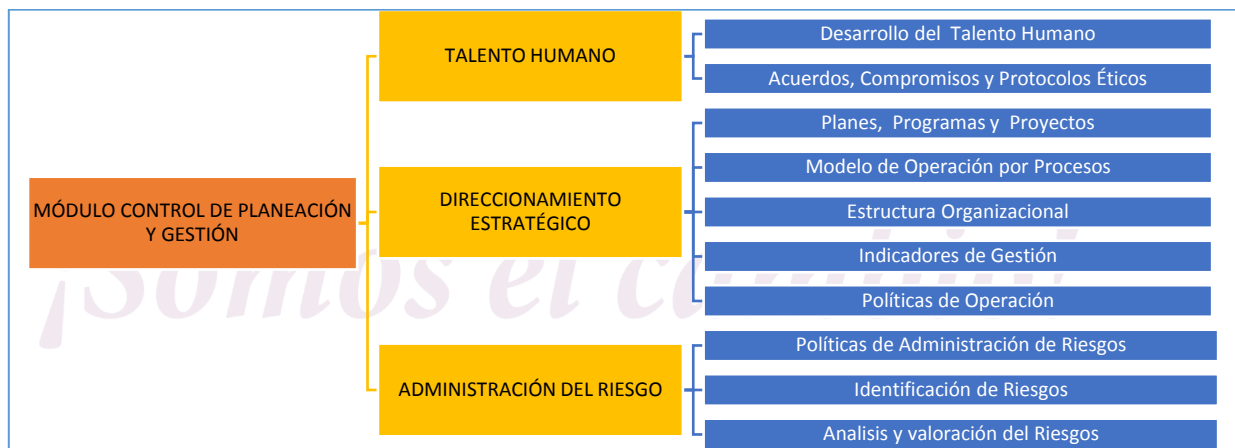 MÓDULO CONTROL DE PLANEACIÓN
Y GESTIÓN
TALENTO HUMANO
Desarrollo del Talento Humano
Acuerdos, Compromisos y Protocolos Éticos
DIRECCIONAMIENTO
ESTRATÉGICO
Planes, Programas y Proyectos
Modelo de Operación por Procesos
Estructura Organizacional
Indicadores de Gestión
Políticas de Operación
ADMINISTRACIÓN DEL RIESGO
Políticas de Administración de Riesgos
Identificación de Riesgos
Analisis y valoración del Riesgos
¡Somos el